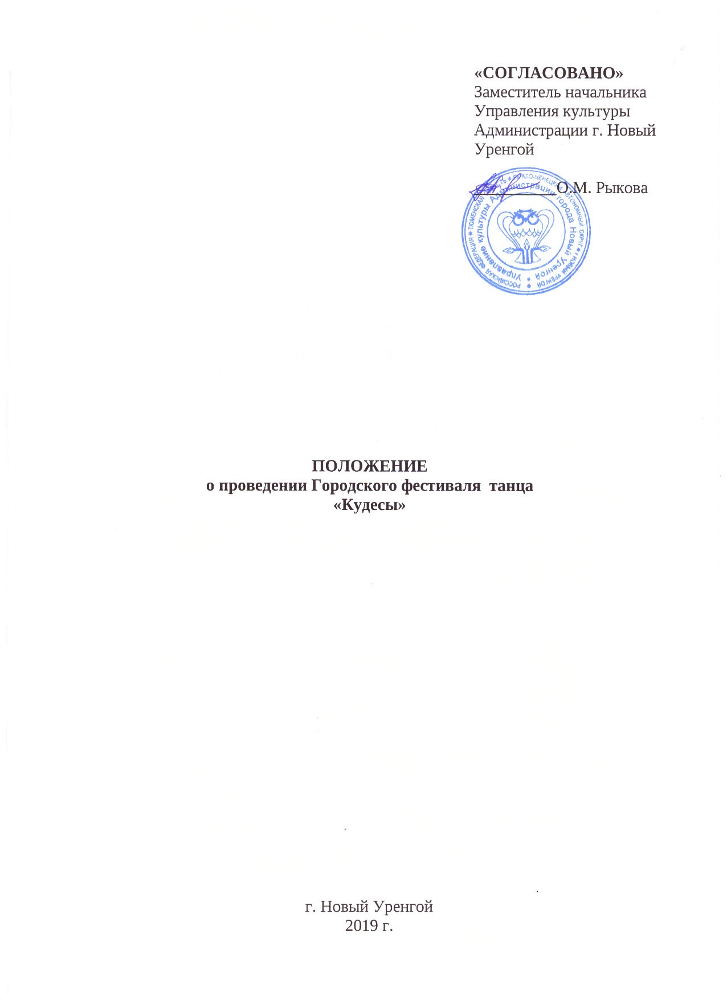 «СОГЛАСОВАНО»
Заместитель начальника
Управления культуры
Администрации г. Новый
Уренгой
О.М. Рыкова
РОССИЙСКАЯ ФЕДЕРАЦИЯ * ТЮМЕНСКАЯ ОБЛАСТЬ * ЯМАЛО-НЕНЕЦКИЙ АВТОНОМНЫЙ ОКРУГ * г.НОВЫЙ УРЕНГОЙ *
Управление культуры Администрации города Новый Уренгой *
ПОЛОЖЕНИЕ
о проведении Городского фестиваля танца
«Кудесы»
г. Новый Уренгой
2019 г.